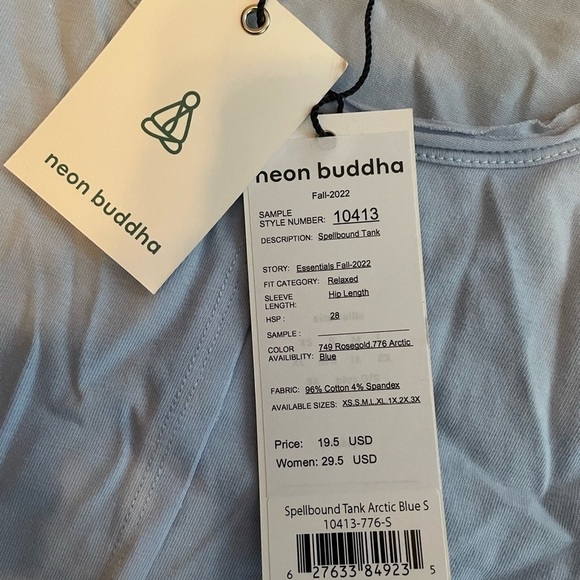 neon buddha
neon buddha
Fall-2022
SAMPLE
STYLE NUMBER: 10413
DESCRIPTION: Spellbound Tank
STORY: Essentials Fall-2022
FIT CATEGORY: Relaxed
SLEEVE Hip Length
LENGTH:
HSP : 28
SAMPLE :
COLOR 749 Rosegold.776 Arctic
AVAILIBLITY: Blue
FABRIC: 96% Cotton 4% Spandex
AVAILABLE SIZES: XS,S,M,L,XL,1X,2X,3X
Price: 19.5 USD
Women: 29.5 USD
Spellbound Tank Arctic Blue S
10413-776-S
6 27633 84923 5